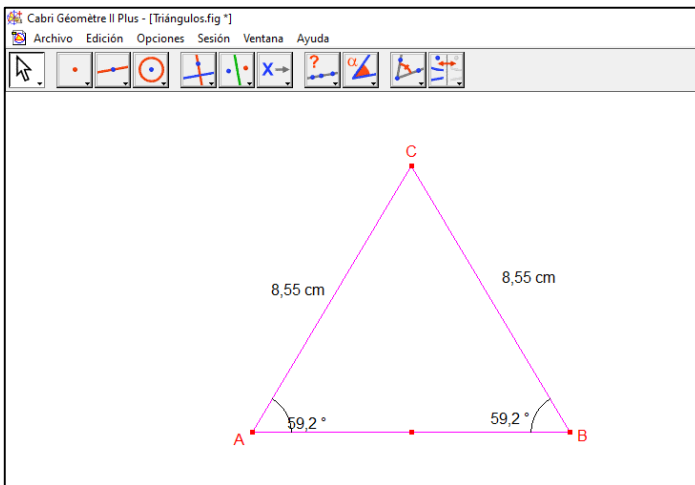 Cabri Géomètre II Plus - [Triángulos.fig *]
Archivo Edición Opciones Sesión Ventana Ayuda
X
?
α
C
8,55 cm
8,55 cm
59,2 °
59,2 °
A
B